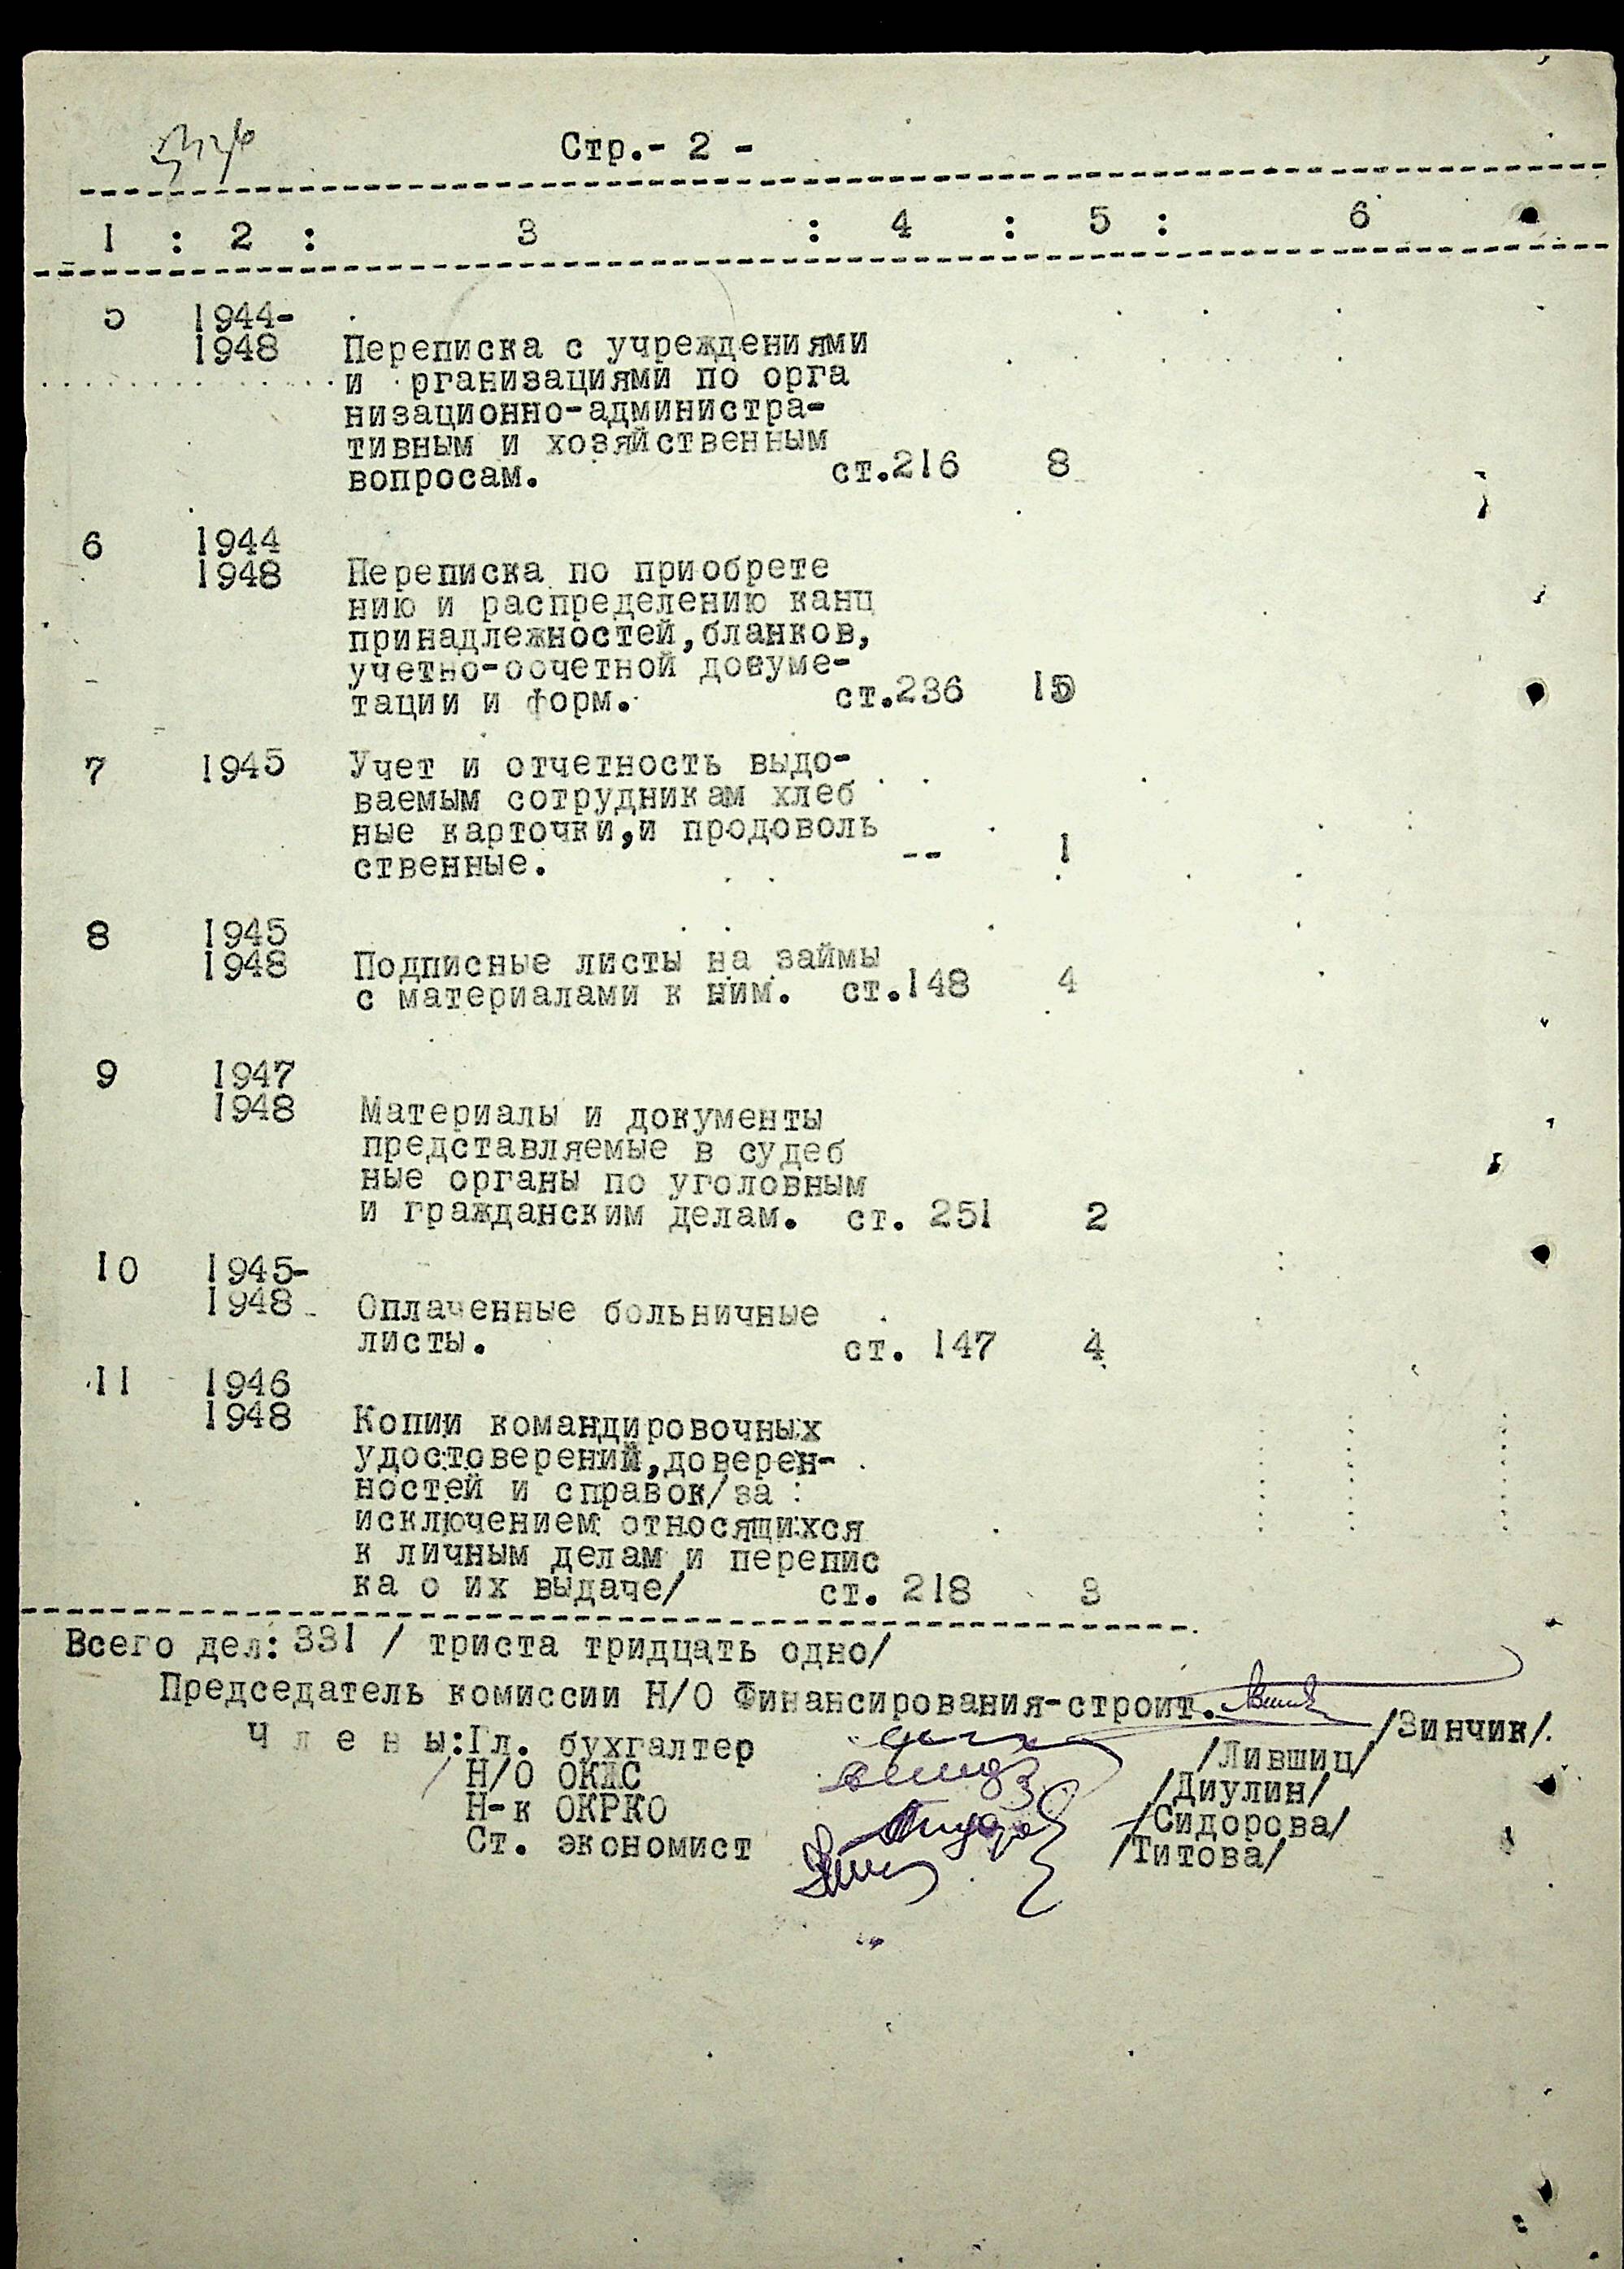 Стр.- 2 -
1 : 2 : 3 : 4 : 5 : 6
5 1944-
1948 Переписка с учреждениями
и рганизациями по орга
низационно-администра-
тивным и хозяйственным
вопросам. ст.216 8
6 1944
1948 Переписка по приобрете
нию и распределению канц
принадлежностей,бланков,
учетно-оочетной докуме-
тации и форм. ст.236 15
7 1945 Учет и отчетность выдо-
ваемым сотрудникам хлеб
ные карточки,и продоволь
ственные. -- 1
8 1945
1948 Подписные листы на займы
с материалами к ним. ст.148 4
9 1947
1948 Материалы и документы
представляемые в судеб
ные органы по уголовным
и гражданским делам. ст. 251 2
10 1945-
1948 Оплаченные больничные
листы. ст. 147 4
11 1946
1948 Копии командировочных
удостоверений,доверен-
ностей и справок/за :
исключением относящихся
к личным делам и перепис
ка о их выдаче/ ст. 218 3
Всего дел: 331 / триста тридцать одно/
Председатель комиссии Н/О Финансирования-строит.
/Зинчик/.
Ч л е н ы:Гл. бухгалтер /Лившиц/
Н/О ОКДС /Диулин/
Н-к ОКРКО /Сидорова/
Ст. экономист /Титова/